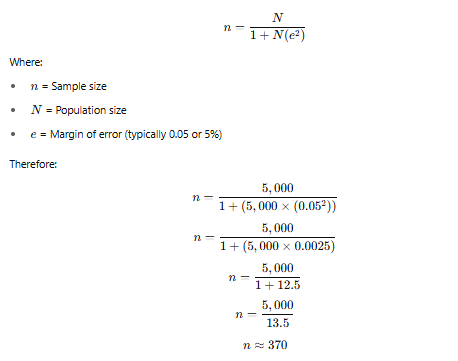 n = N / 1 + N(e²)
Where:
• n = Sample size
• N = Population size
• e = Margin of error (typically 0.05 or 5%)
Therefore:
n = 5,000 / 1 + (5,000 × (0.05²))
n = 5,000 / 1 + (5,000 × 0.0025)
n = 5,000 / 1 + 12.5
n = 5,000 / 13.5
n ≈ 370